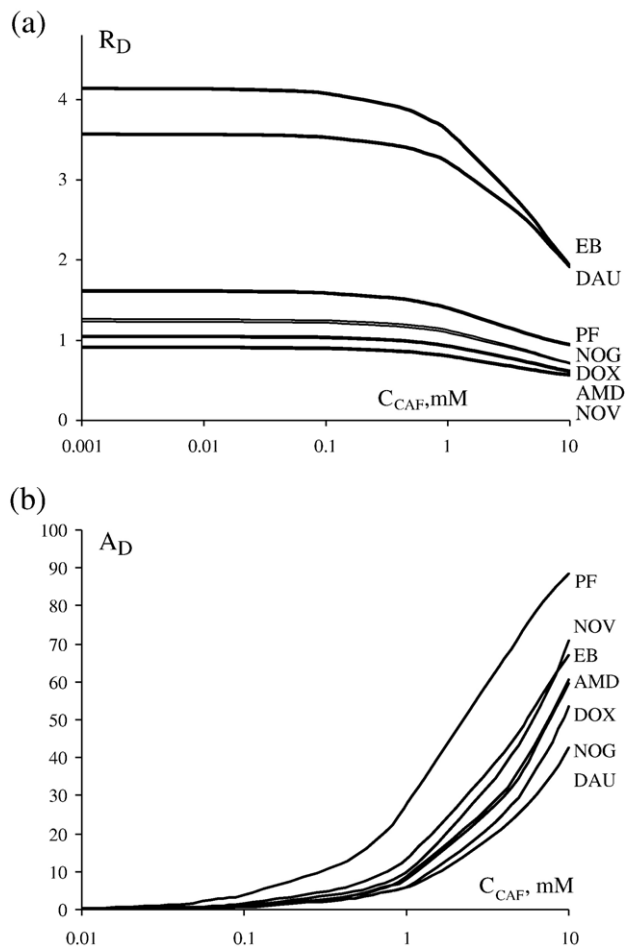 (a)
R_D
4
3
2
1
0
EB
DAU
PF
NOG
DOX
AMD
NOV
C_CAF,mM
0.001 0.01 0.1 1 10
(b)
A_D
100
90
80
70
60
50
40
30
20
10
0
PF
NOV
EB
AMD
DOX
NOG
DAU
C_CAF, mM
0.01 0.1 1 10